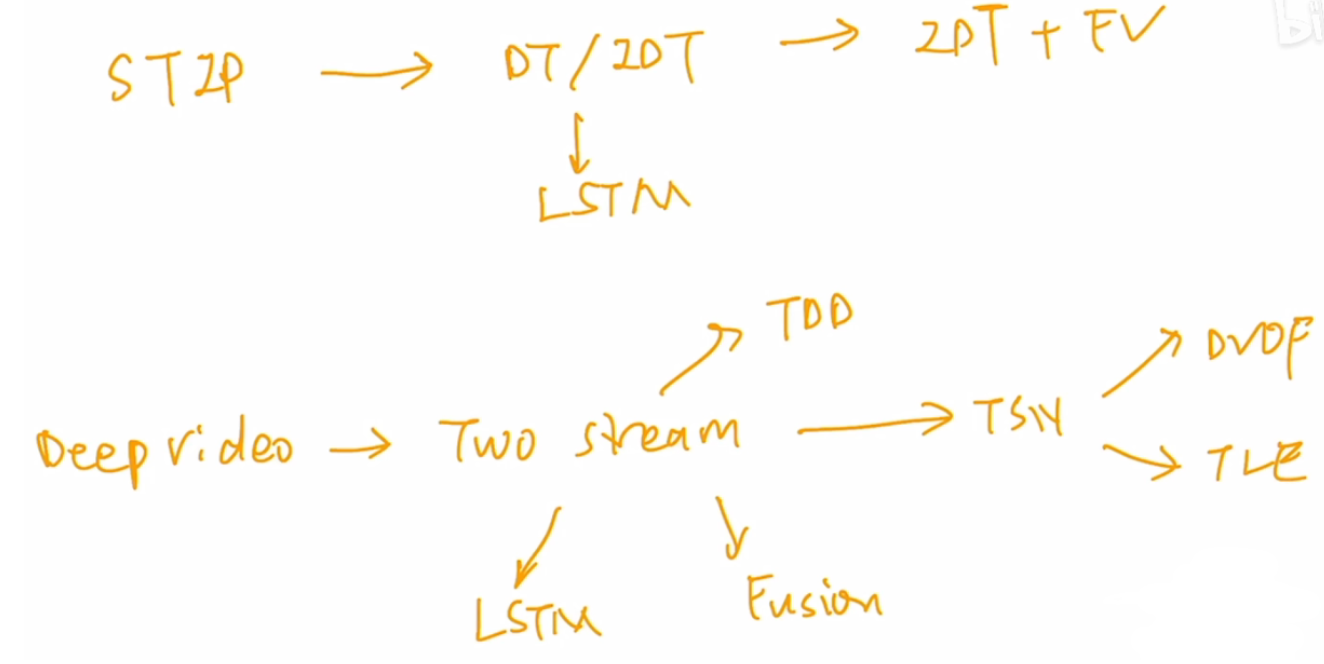 STIP → DT/IDT → IDT + FV
↓
LSTM
TDD
DVOF
Deep video → Two stream → TSN
TLE
LSTM Fusion